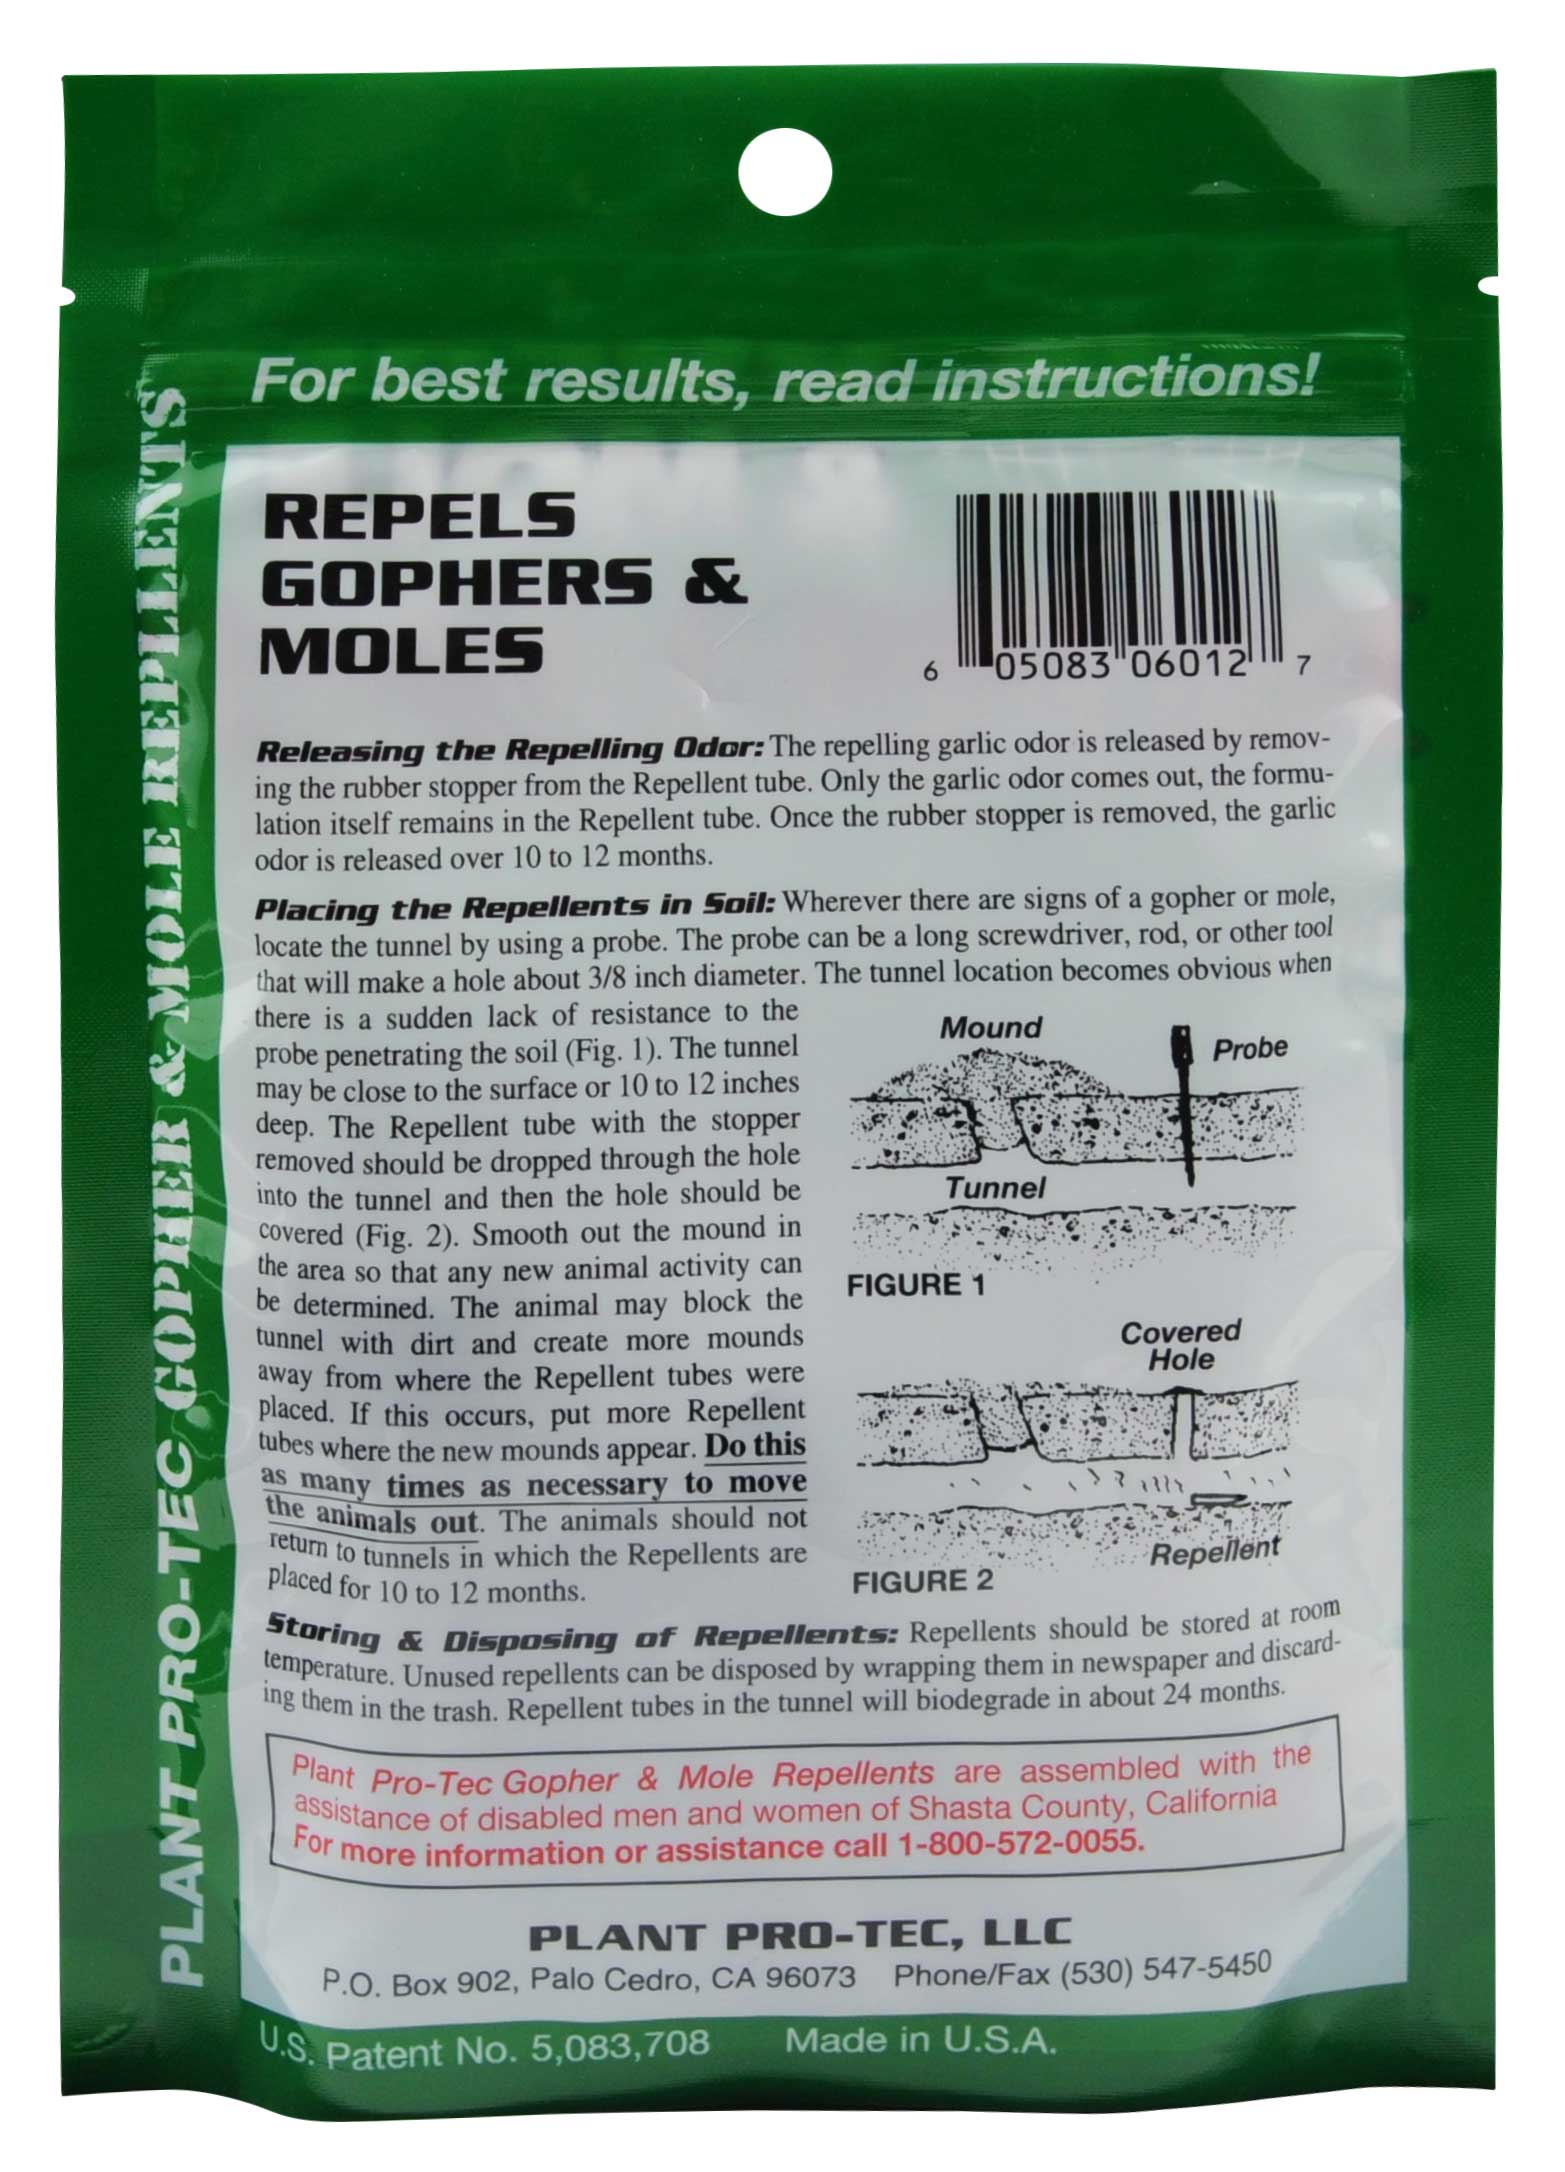 For best results, read instructions!
PLANT PRO-TEC GOPHER & MOLE REPELLENTS
REPELS
GOPHERS &
MOLES
6 05083 06012 7
Releasing the Repelling Odor: The repelling garlic odor is released by remov-
ing the rubber stopper from the Repellent tube. Only the garlic odor comes out, the formu-
lation itself remains in the Repellent tube. Once the rubber stopper is removed, the garlic
odor is released over 10 to 12 months.
Placing the Repellents in Soil: Wherever there are signs of a gopher or mole,
locate the tunnel by using a probe. The probe can be a long screwdriver, rod, or other tool
that will make a hole about 3/8 inch diameter. The tunnel location becomes obvious when
there is a sudden lack of resistance to the
probe penetrating the soil (Fig. 1). The tunnel
may be close to the surface or 10 to 12 inches
deep. The Repellent tube with the stopper
removed should be dropped through the hole
into the tunnel and then the hole should be
covered (Fig. 2). Smooth out the mound in
the area so that any new animal activity can
be determined. The animal may block the
tunnel with dirt and create more mounds
away from where the Repellent tubes were
placed. If this occurs, put more Repellent
tubes where the new mounds appear. Do this
as many times as necessary to move
the animals out. The animals should not
return to tunnels in which the Repellents are
placed for 10 to 12 months.
Mound
Probe
Tunnel
FIGURE 1
Covered
Hole
Repellent
FIGURE 2
Storing & Disposing of Repellents: Repellents should be stored at room
temperature. Unused repellents can be disposed by wrapping them in newspaper and discard-
ing them in the trash. Repellent tubes in the tunnel will biodegrade in about 24 months.
Plant Pro-Tec Gopher & Mole Repellents are assembled with the
assistance of disabled men and women of Shasta County, California
For more information or assistance call 1-800-572-0055.
PLANT PRO-TEC, LLC
P.O. Box 902, Palo Cedro, CA 96073 Phone/Fax (530) 547-5450
U.S. Patent No. 5,083,708 Made in U.S.A.